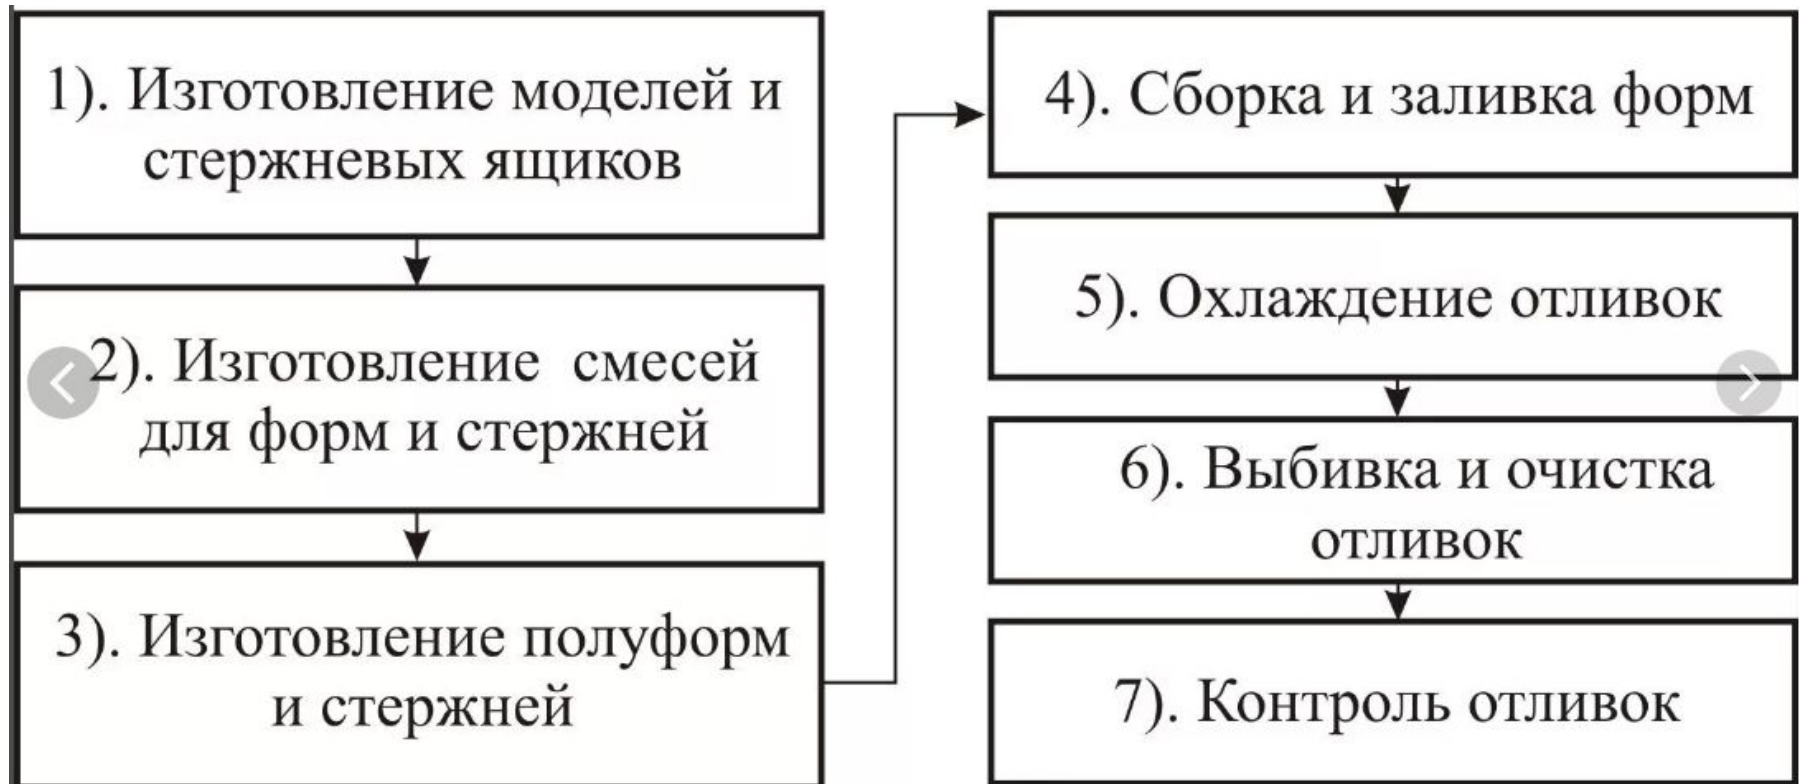 1). Изготовление моделей и
стержневых ящиков
2). Изготовление смесей
для форм и стержней
3). Изготовление полуформ
и стержней
4). Сборка и заливка форм
5). Охлаждение отливок
6). Выбивка и очистка
отливок
7). Контроль отливок